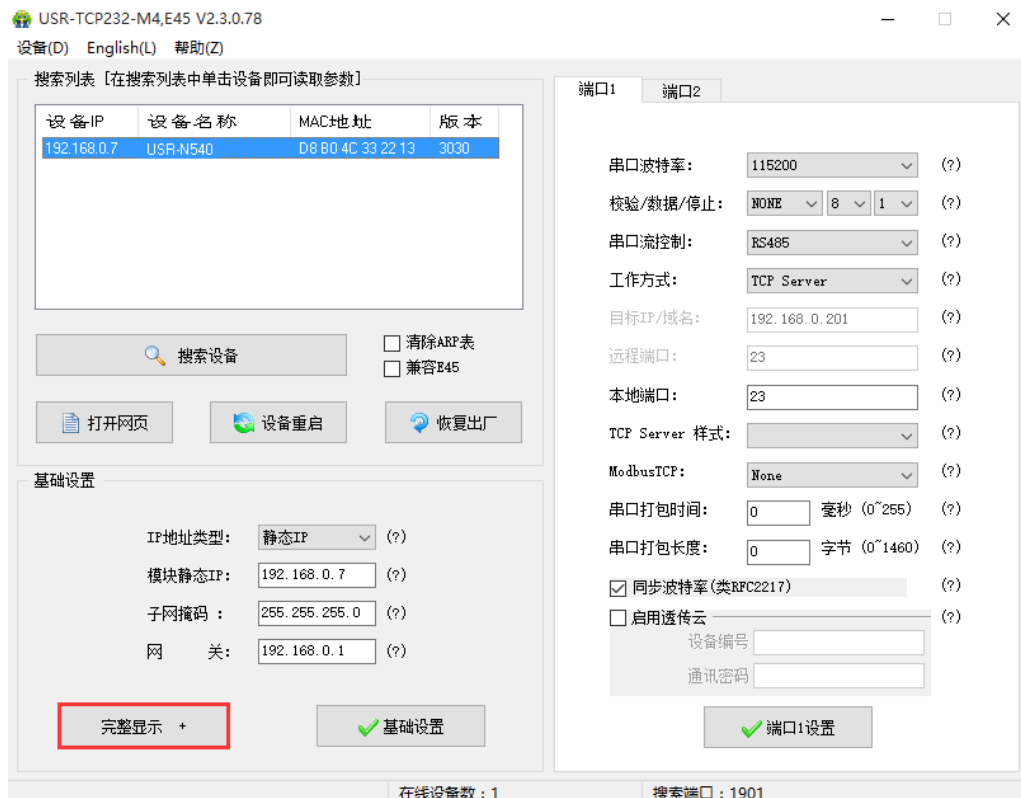 USR-TCP232-M4,E45 V2.3.0.78
设备(D) English(L) 帮助(Z)
搜索列表 [在搜索列表中单击设备即可读取参数]
设备IP 设备名称 MAC地址 版本
192.168.0.7 USR-N540 D8 B0 4C 33 22 13 3030
搜索设备
清除ARP表
兼容E45
打开网页 设备重启 恢复出厂
基础设置
IP地址类型: 静态IP (?)
模块静态IP: 192.168.0.7 (?)
子网掩码 : 255.255.255.0 (?)
网 关: 192.168.0.1 (?)
完整显示 + 基础设置
端口1 端口2
串口波特率: 115200 (?)
校验/数据/停止: NONE 8 1 (?)
串口流控制: RS485 (?)
工作方式: TCP Server (?)
目标IP/域名: 192.168.0.201 (?)
远程端口: 23 (?)
本地端口: 23 (?)
TCP Server 样式: (?)
ModbusTCP: None (?)
串口打包时间: 0 毫秒 (0~255) (?)
串口打包长度: 0 字节 (0~1460) (?)
同步波特率(类RFC2217) (?)
启用透传云 (?)
设备编号
通讯密码
端口1设置
在线设备数：1 搜索端口：1901